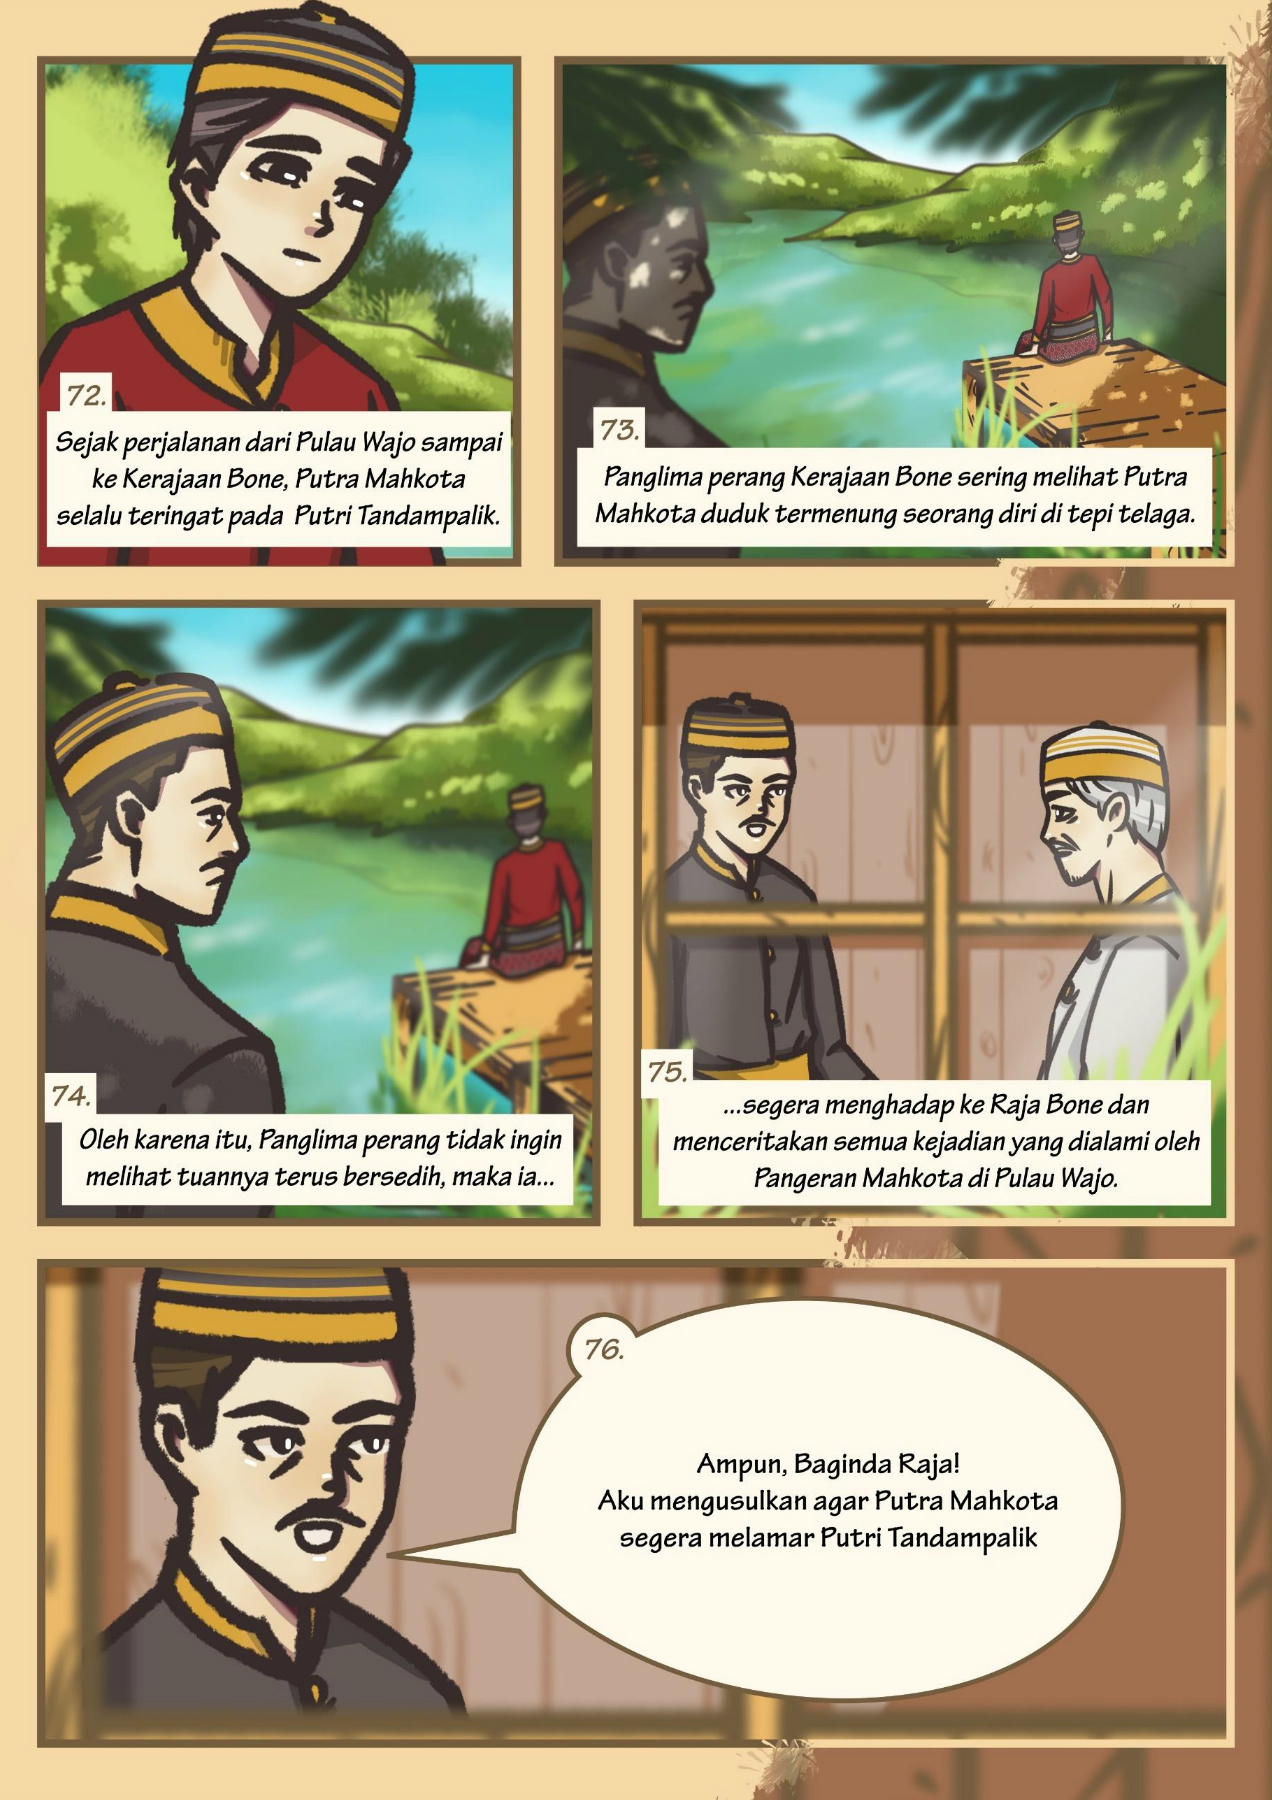 72.
Sejak perjalanan dari Pulau Wajo sampai
ke Kerajaan Bone, Putra Mahkota
selalu teringat pada Putri Tandampalik.
73.
Panglima perang Kerajaan Bone sering melihat Putra
Mahkota duduk termenung seorang diri di tepi telaga.
74.
Oleh karena itu, Panglima perang tidak ingin
melihat tuannya terus bersedih, maka ia...
75.
...segera menghadap ke Raja Bone dan
menceritakan semua kejadian yang dialami oleh
Pangeran Mahkota di Pulau Wajo.
76.
Ampun, Baginda Raja!
Aku mengusulkan agar Putra Mahkota
segera melamar Putri Tandampalik